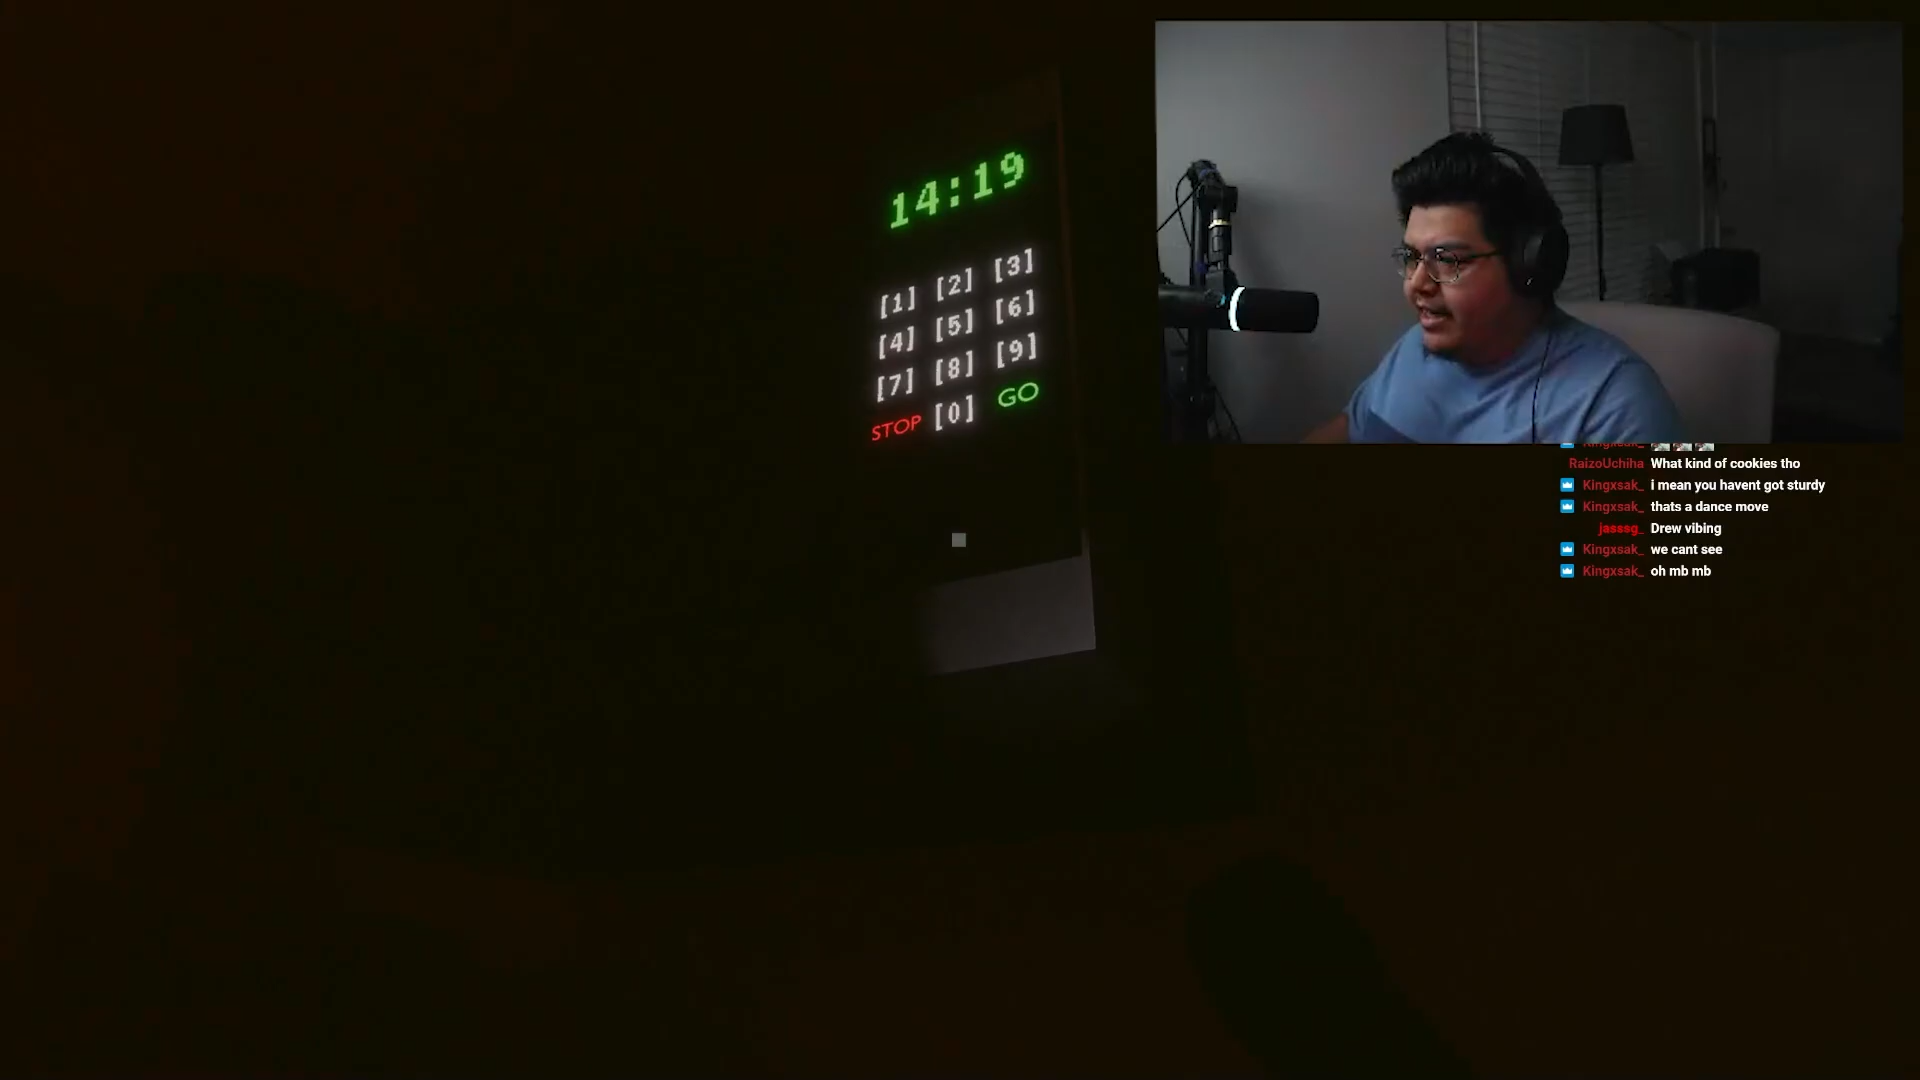 14:19
[1] [2] [3]
[4] [5] [6]
[7] [8] [9]
STOP [0] GO
Kingxsak_
RaizoUchiha What kind of cookies tho
Kingxsak_ i mean you havent got sturdy
Kingxsak_ thats a dance move
jasssg_ Drew vibing
Kingxsak_ we cant see
Kingxsak_ oh mb mb